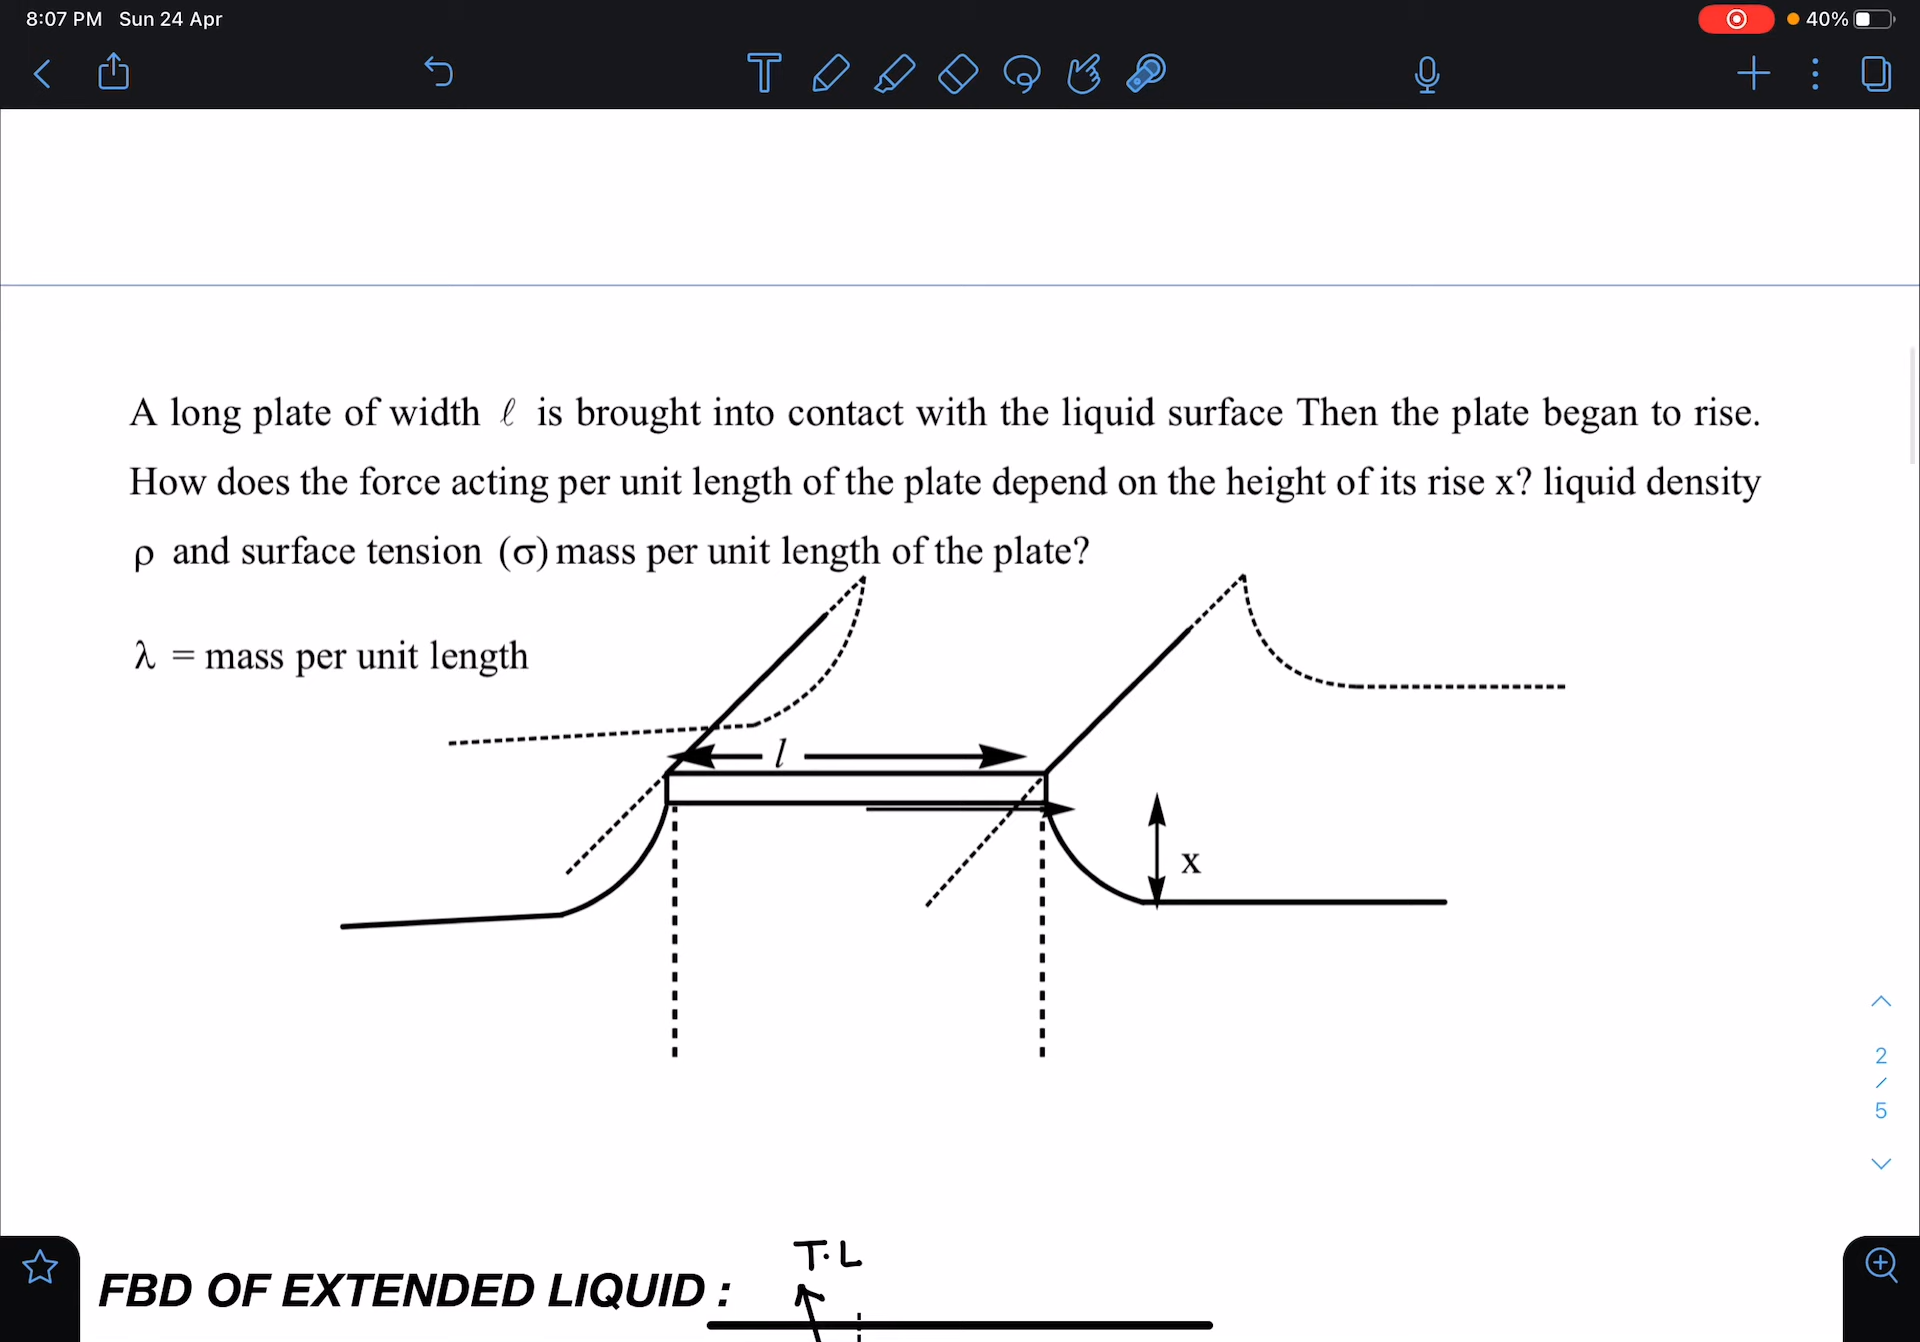 8:07 PM Sun 24 Apr
40%
A long plate of width ℓ is brought into contact with the liquid surface Then the plate began to rise.
How does the force acting per unit length of the plate depend on the height of its rise x? liquid density
ρ and surface tension (σ) mass per unit length of the plate?
λ = mass per unit length
l
x
2
/
5
T.L
FBD OF EXTENDED LIQUID :